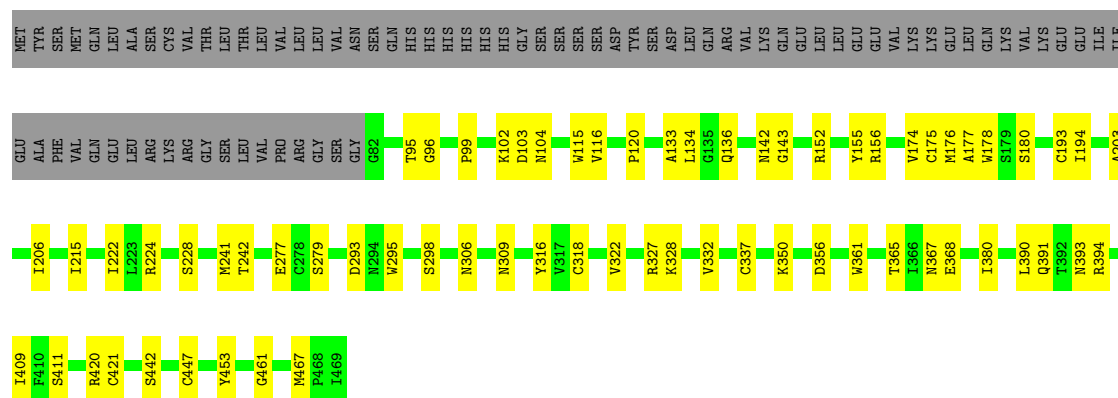 MET TYR SER MET GLN LEU ALA SER CYS VAL THR LEU THR LEU VAL LEU LEU VAL ASN SER GLN HIS HIS HIS HIS HIS HIS GLY SER SER SER SER ASP TYR SER ASP LEU GLN ARG VAL LYS GLN GLU LEU LEU GLU GLU VAL LYS LYS GLU LEU GLN LYS VAL LYS GLU GLU ILE ILE
GLU ALA PHE VAL GLN GLU LEU ARG LYS ARG GLY SER LEU VAL PRO ARG GLY SER GLY G82 T95 G96 P99 K102 D103 N104 W115 V116 P120 A133 L134 G135 Q136 N142 G143 R152 Y155 R156 V174 C175 M176 A177 W178 S179 S180 C193 I194 A203
I206 I215 I222 L223 R224 S228 M241 T242 E277 C278 S279 D293 N294 W295 S298 N306 N309 Y316 V317 C318 V322 R327 K328 V332 C337 K350 D356 W361 T365 I366 N367 E368 I380 L390 Q391 T392 N393 R394
I409 F410 S411 R420 C421 S442 C447 Y453 G461 M467 P468 I469